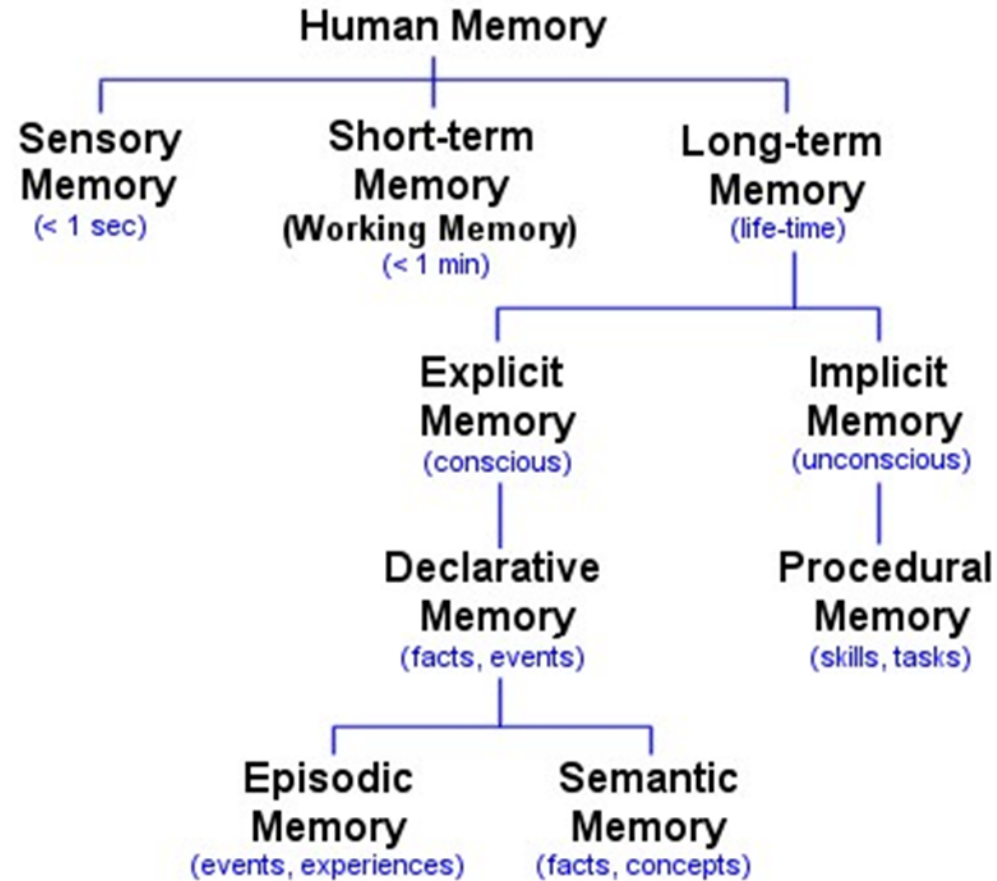 Human Memory
Sensory
Memory
(< 1 sec)
Short-term
Memory
(Working Memory)
(< 1 min)
Long-term
Memory
(life-time)
Explicit
Memory
(conscious)
Implicit
Memory
(unconscious)
Declarative
Memory
(facts, events)
Procedural
Memory
(skills, tasks)
Episodic
Memory
(events, experiences)
Semantic
Memory
(facts, concepts)